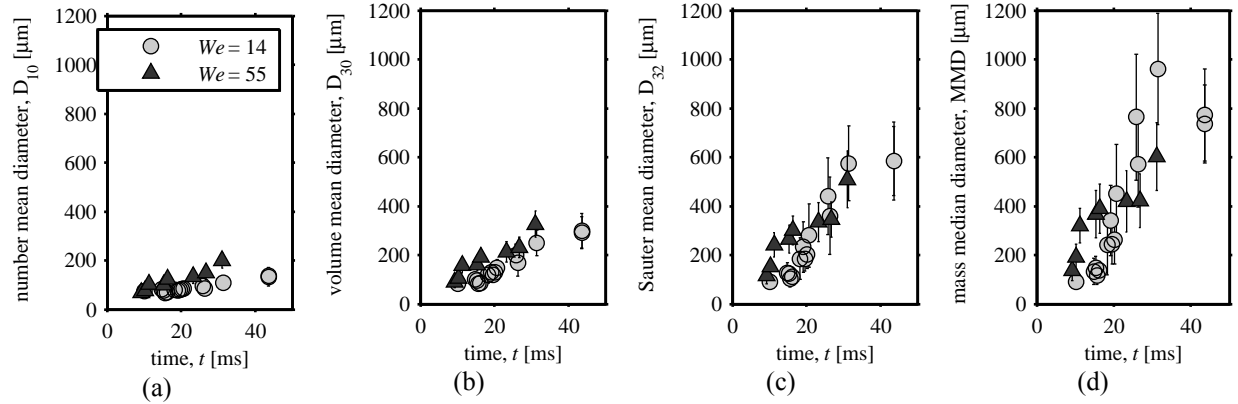 number mean diameter, D10 [μm]
1200
1000
800
600
400
200
0
We = 14
We = 55
0
20
40
time, t [ms]
(a)
volume mean diameter, D30 [μm]
1200
1000
800
600
400
200
0
0
20
40
time, t [ms]
(b)
Sauter mean diameter, D32 [μm]
1200
1000
800
600
400
200
0
0
20
40
time, t [ms]
(c)
mass median diameter, MMD [μm]
1200
1000
800
600
400
200
0
0
20
40
time, t [ms]
(d)